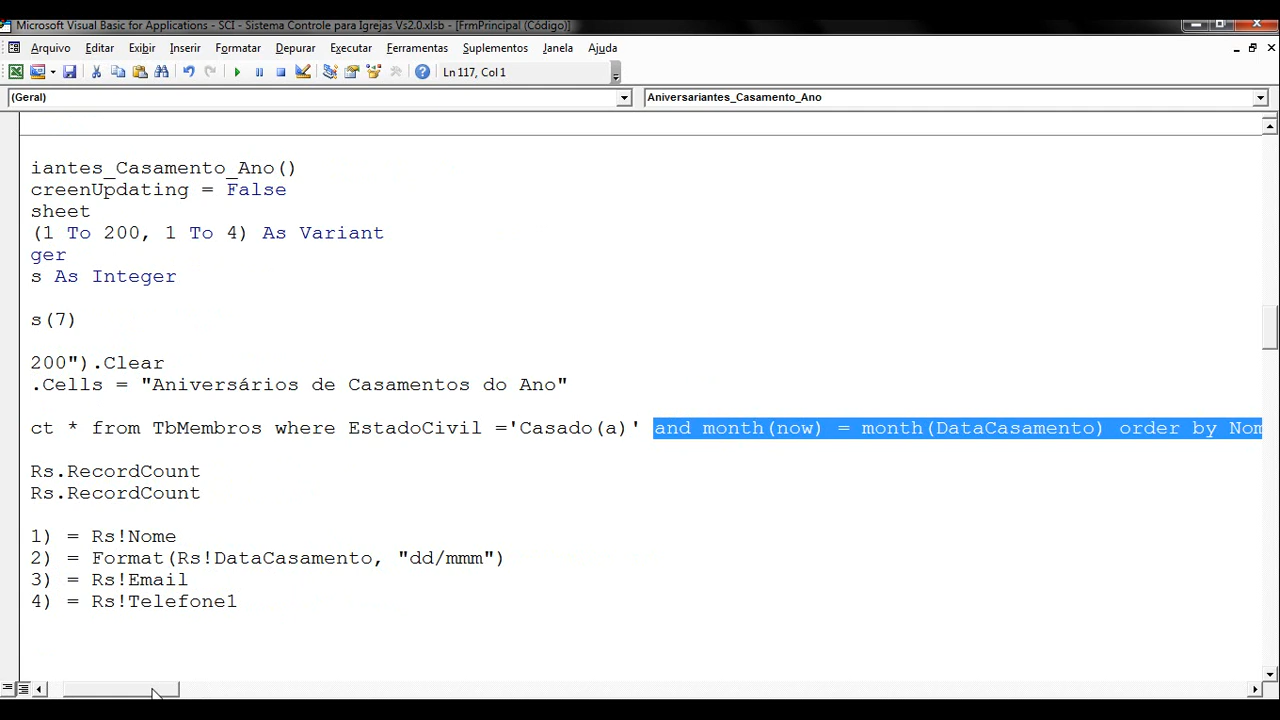 Microsoft Visual Basic for Applications - SCI - Sistema Controle para Igrejas Vs2.0.xlsb - [FrmPrincipal (Código)]
Arquivo Editar Exibir Inserir Formatar Depurar Executar Ferramentas Suplementos Janela Ajuda
Ln 117, Col 1
(Geral) Aniversariantes_Casamento_Ano
iantes_Casamento_Ano()
creenUpdating = False
sheet
(1 To 200, 1 To 4) As Variant
ger
s As Integer
s(7)
200").Clear
.Cells = "Aniversários de Casamentos do Ano"
ct * from TbMembros where EstadoCivil ='Casado(a)' and month(now) = month(DataCasamento) order by Nom
Rs.RecordCount
Rs.RecordCount
1) = Rs!Nome
2) = Format(Rs!DataCasamento, "dd/mmm")
3) = Rs!Email
4) = Rs!Telefone1